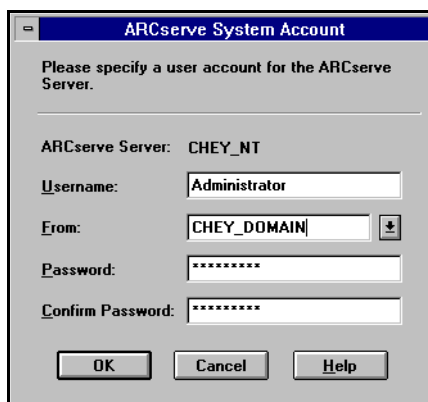 ARCserve System Account
Please specify a user account for the ARCserve
Server.
ARCserve Server: CHEY_NT
Username: Administrator
From: CHEY_DOMAIN
Password: *********
Confirm Password: *********
OK Cancel Help